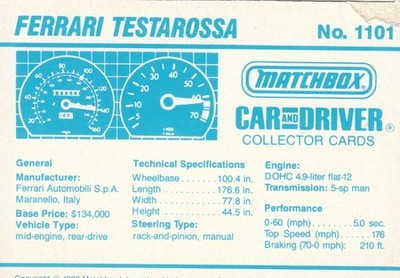 FERRARI TESTAROSSA No. 1101
MATCHBOX
CAR AND DRIVER®
COLLECTOR CARDS
General
Manufacturer:
Ferrari Automobili S.p.A.
Maranello, Italy
Base Price: $134,000
Vehicle Type:
mid-engine, rear-drive
Technical Specifications
Wheelbase . . . . . . . . 100.4 in.
Length . . . . . . . . . . . 176.6 in.
Width . . . . . . . . . . . . 77.8 in.
Height . . . . . . . . . . . 44.5 in.
Steering Type:
rack-and-pinion, manual
Engine:
DOHC 4.9-liter flat-12
Transmission: 5-sp man
Performance
0-60 (mph) . . . . . . . . 5.0 sec.
Top Speed (mph) . . . . . 176
Braking (70-0 mph): 210 ft.